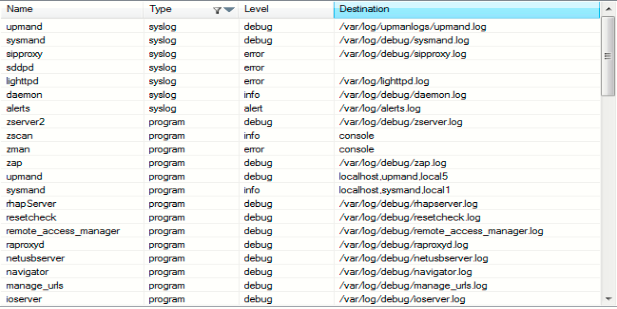 Name Type Level Destination
upmand syslog debug /var/log/upmanlogs/upmand.log
sysmand syslog debug /var/log/debug/sysmand.log
sipproxy syslog error /var/log/debug/sipproxy.log
sddpd syslog error
lighttpd syslog error /var/log/lighttpd.log
daemon syslog info /var/log/debug/daemon.log
alerts syslog alert /var/log/alerts.log
zserver2 program debug /var/log/debug/zserver.log
zscan program info console
zman program error console
zap program debug /var/log/debug/zap.log
upmand program debug localhost,upmand,local5
sysmand program info localhost,sysmand,local1
rhapServer program debug /var/log/debug/rhapserver.log
resetcheck program debug /var/log/debug/resetcheck.log
remote_access_manager program debug /var/log/debug/remote_access_manager.log
raproxyd program debug /var/log/debug/raproxyd.log
netusbserver program debug /var/log/debug/netusbserver.log
navigator program debug /var/log/debug/navigator.log
manage_urls program debug /var/log/debug/manage_urls.log
ioserver program debug /var/log/debug/ioserver.log